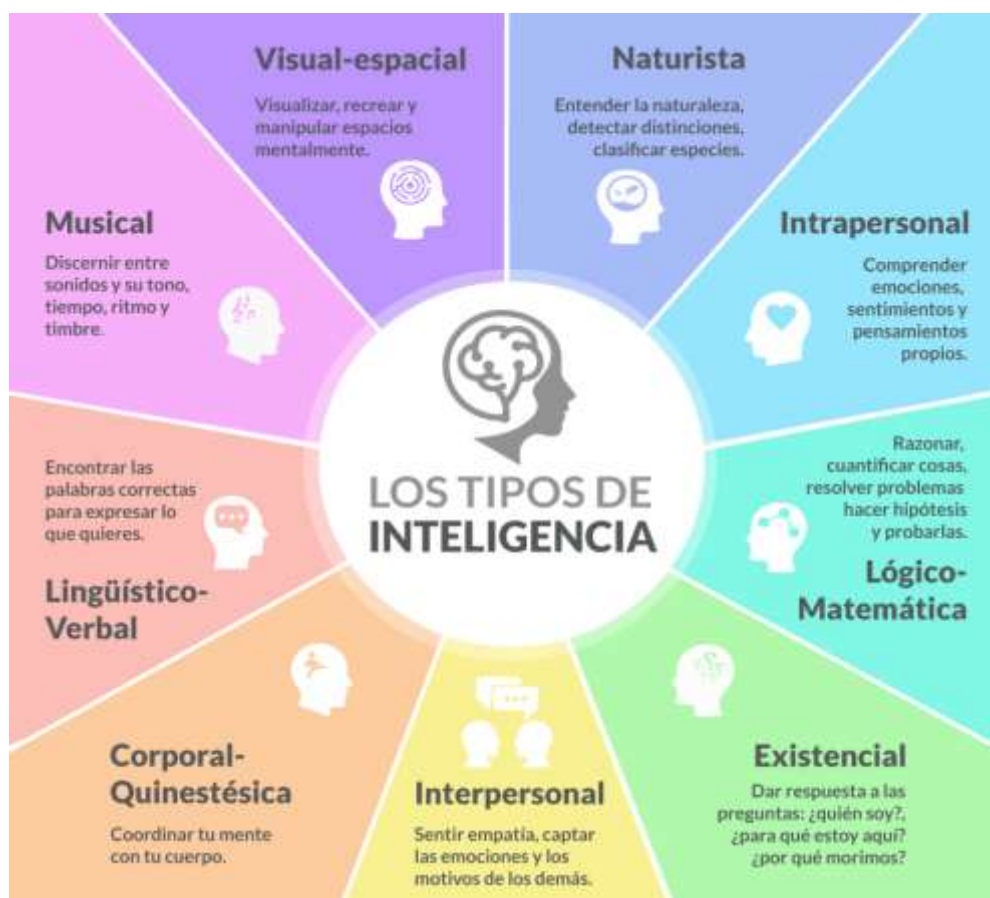 Visual-espacial
Visualizar, recrear y
manipular espacios
mentalmente.
Naturista
Entender la naturaleza,
detectar distinciones,
clasificar especies.
Musical
Discernir entre
sonidos y su tono,
tiempo, ritmo y
timbre.
Intrapersonal
Comprender
emociones,
sentimientos y
pensamientos
propios.
LOS TIPOS DE
INTELIGENCIA
Encontrar las
palabras correctas
para expresar lo
que quieres.
Lingüístico-
Verbal
Razonar,
cuantificar cosas,
resolver problemas
hacer hipótesis
y probarlas.
Lógico-
Matemática
Corporal-
Quinestésica
Coordinar tu mente
con tu cuerpo.
Interpersonal
Sentir empatía, captar
las emociones y los
motivos de los demás.
Existencial
Dar respuesta a las
preguntas: ¿quién soy?,
¿para qué estoy aquí?
¿por qué morimos?